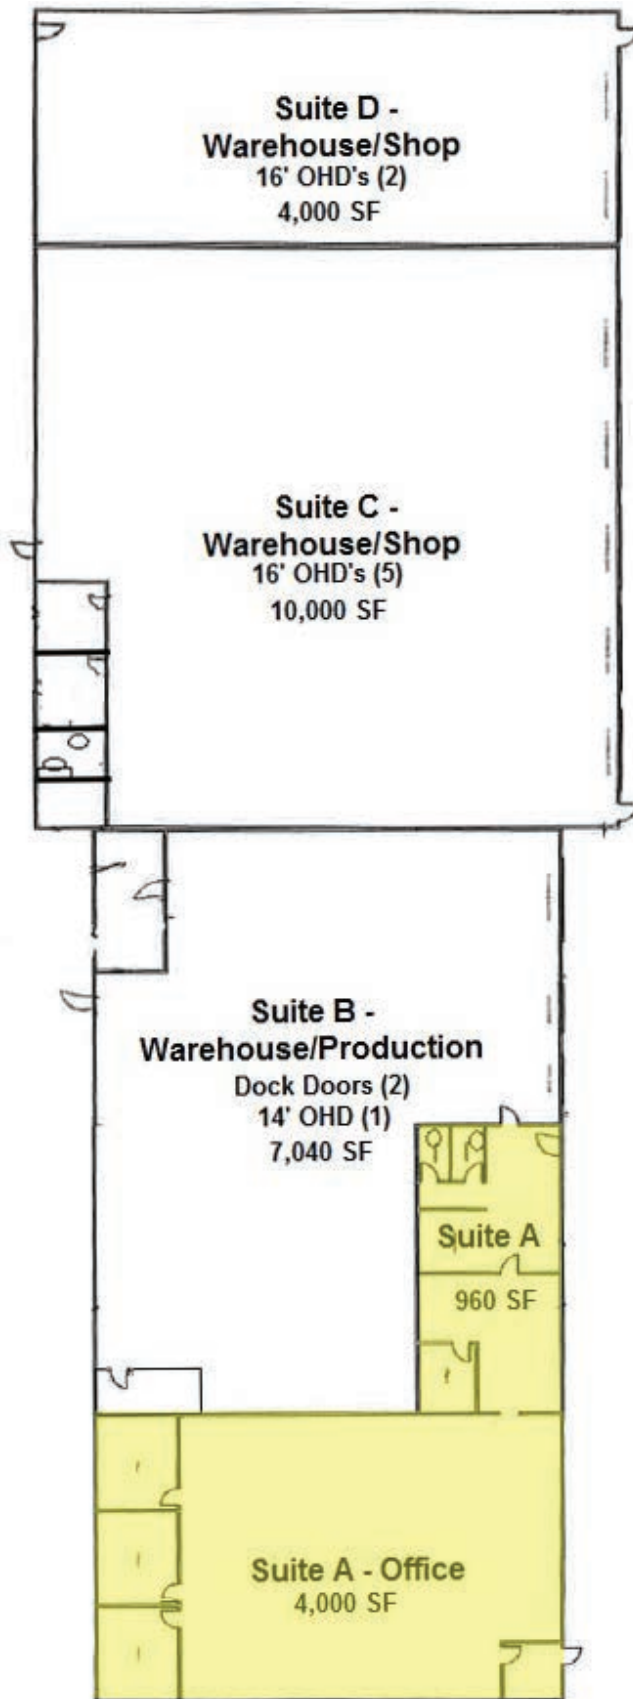 Suite D -
Warehouse/Shop
16' OHD's (2)
4,000 SF
Suite C -
Warehouse/Shop
16' OHD's (5)
10,000 SF
Suite B -
Warehouse/Production
Dock Doors (2)
14' OHD (1)
7,040 SF
Suite A
960 SF
Suite A - Office
4,000 SF